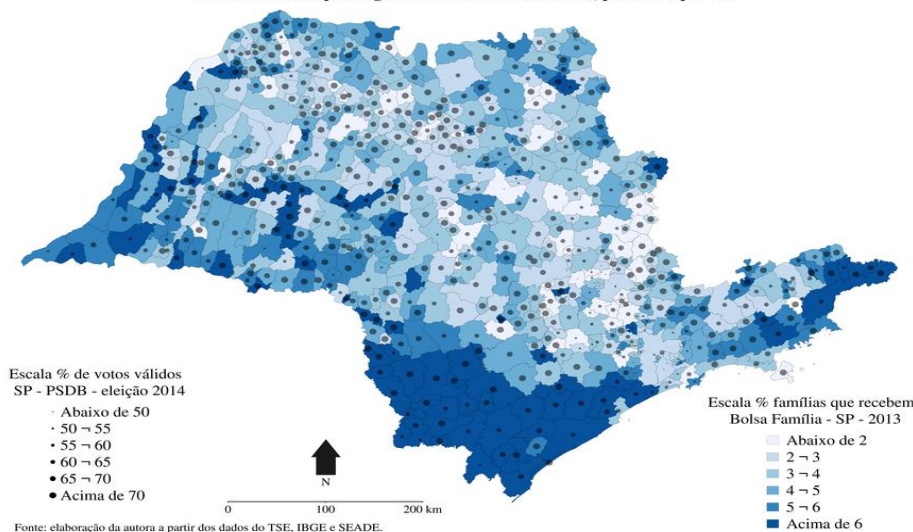 Escala % de votos válidos
SP - PSDB - eleição 2014
Abaixo de 50
50 ¬ 55
55 ¬ 60
60 ¬ 65
65 ¬ 70
Acima de 70
N
0 100 200 km
Escala % famílias que recebem
Bolsa Família - SP - 2013
Abaixo de 2
2 ¬ 3
3 ¬ 4
4 ¬ 5
5 ¬ 6
Acima de 6
Fonte: elaboração da autora a partir dos dados do TSE, IBGE e SEADE.